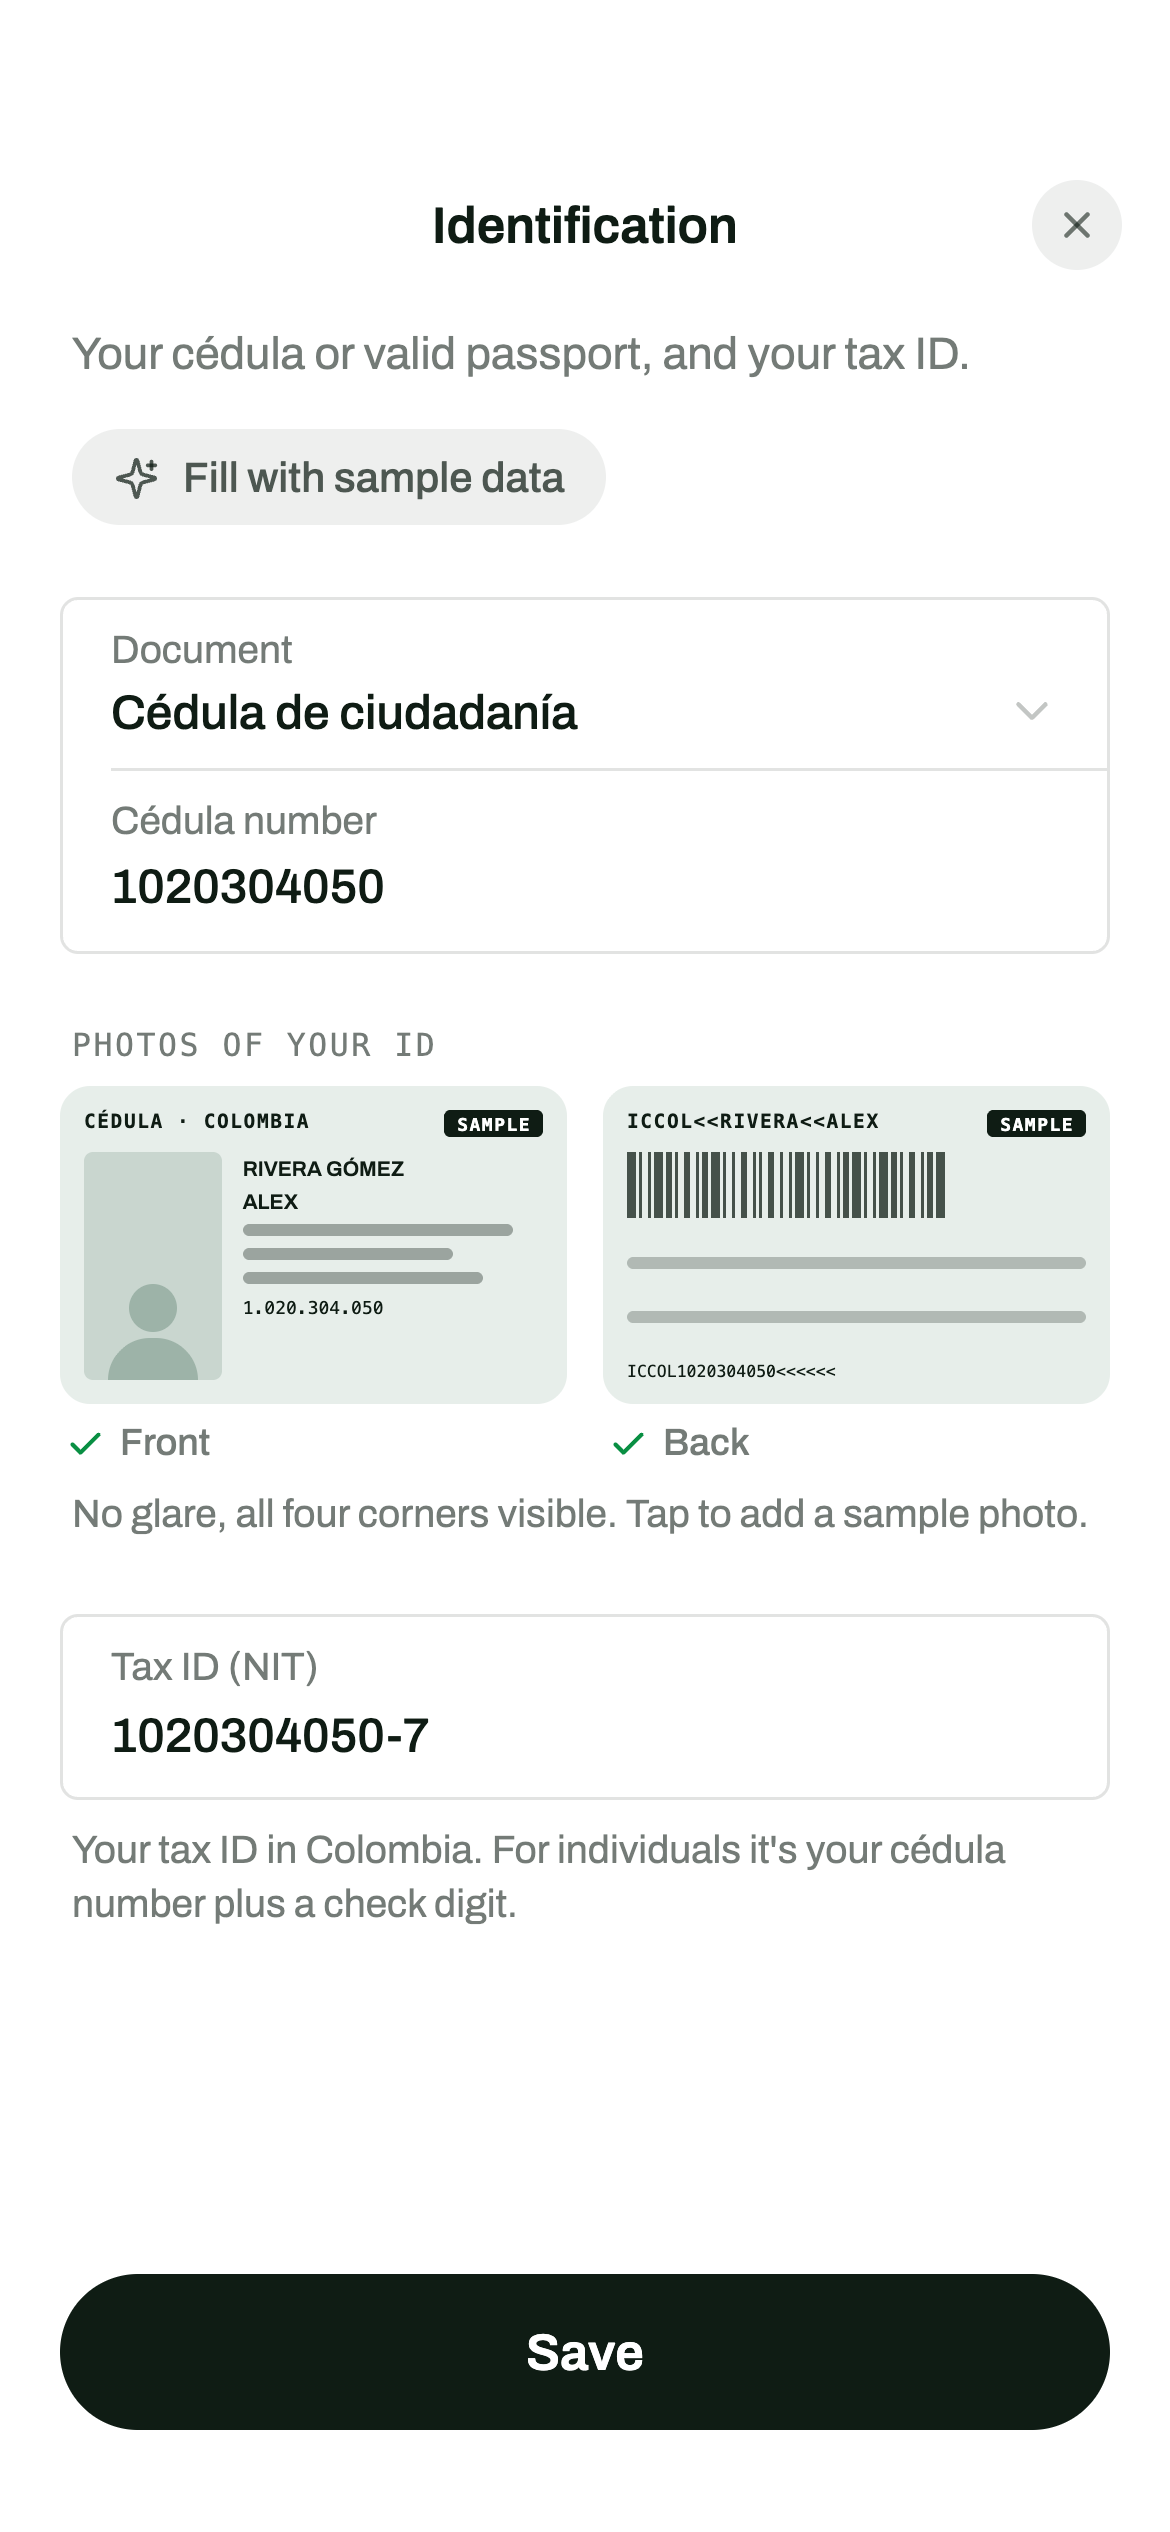 Identification
Your cédula or valid passport, and your tax ID.
Fill with sample data
Document
Cédula de ciudadanía
Cédula number
1020304050
PHOTOS OF YOUR ID
CÉDULA · COLOMBIA
SAMPLE
RIVERA GÓMEZ
ALEX
1.020.304.050
ICCOL<<RIVERA<<ALEX
SAMPLE
ICCOL1020304050<<<<<<
Front
Back
No glare, all four corners visible. Tap to add a sample photo.
Tax ID (NIT)
1020304050-7
Your tax ID in Colombia. For individuals it's your cédula
number plus a check digit.
Save